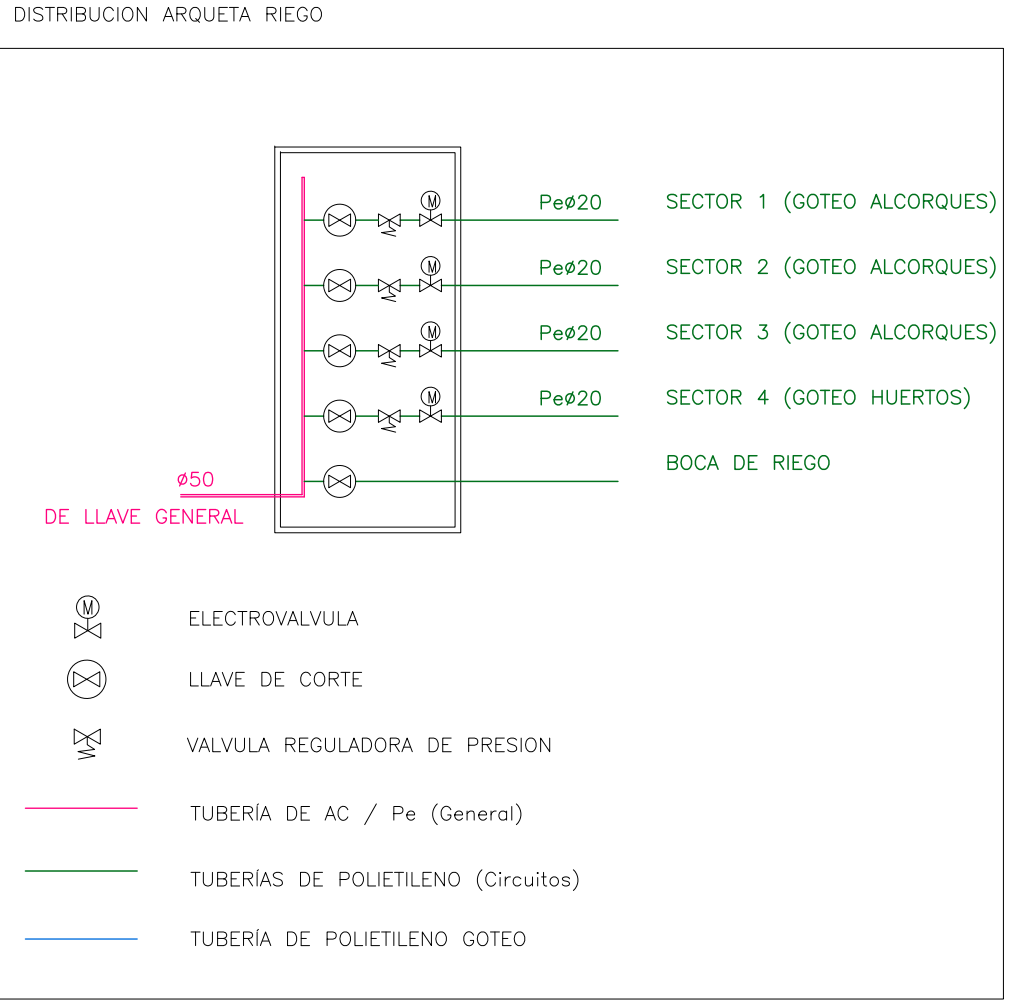 DISTRIBUCION ARQUETA RIEGO
M
Peø20 SECTOR 1 (GOTEO ALCORQUES)
M
Peø20 SECTOR 2 (GOTEO ALCORQUES)
M
Peø20 SECTOR 3 (GOTEO ALCORQUES)
M
Peø20 SECTOR 4 (GOTEO HUERTOS)
BOCA DE RIEGO
ø50
DE LLAVE GENERAL
M
ELECTROVALVULA
LLAVE DE CORTE
VALVULA REGULADORA DE PRESION
TUBERÍA DE AC / Pe (General)
TUBERÍAS DE POLIETILENO (Circuitos)
TUBERÍA DE POLIETILENO GOTEO